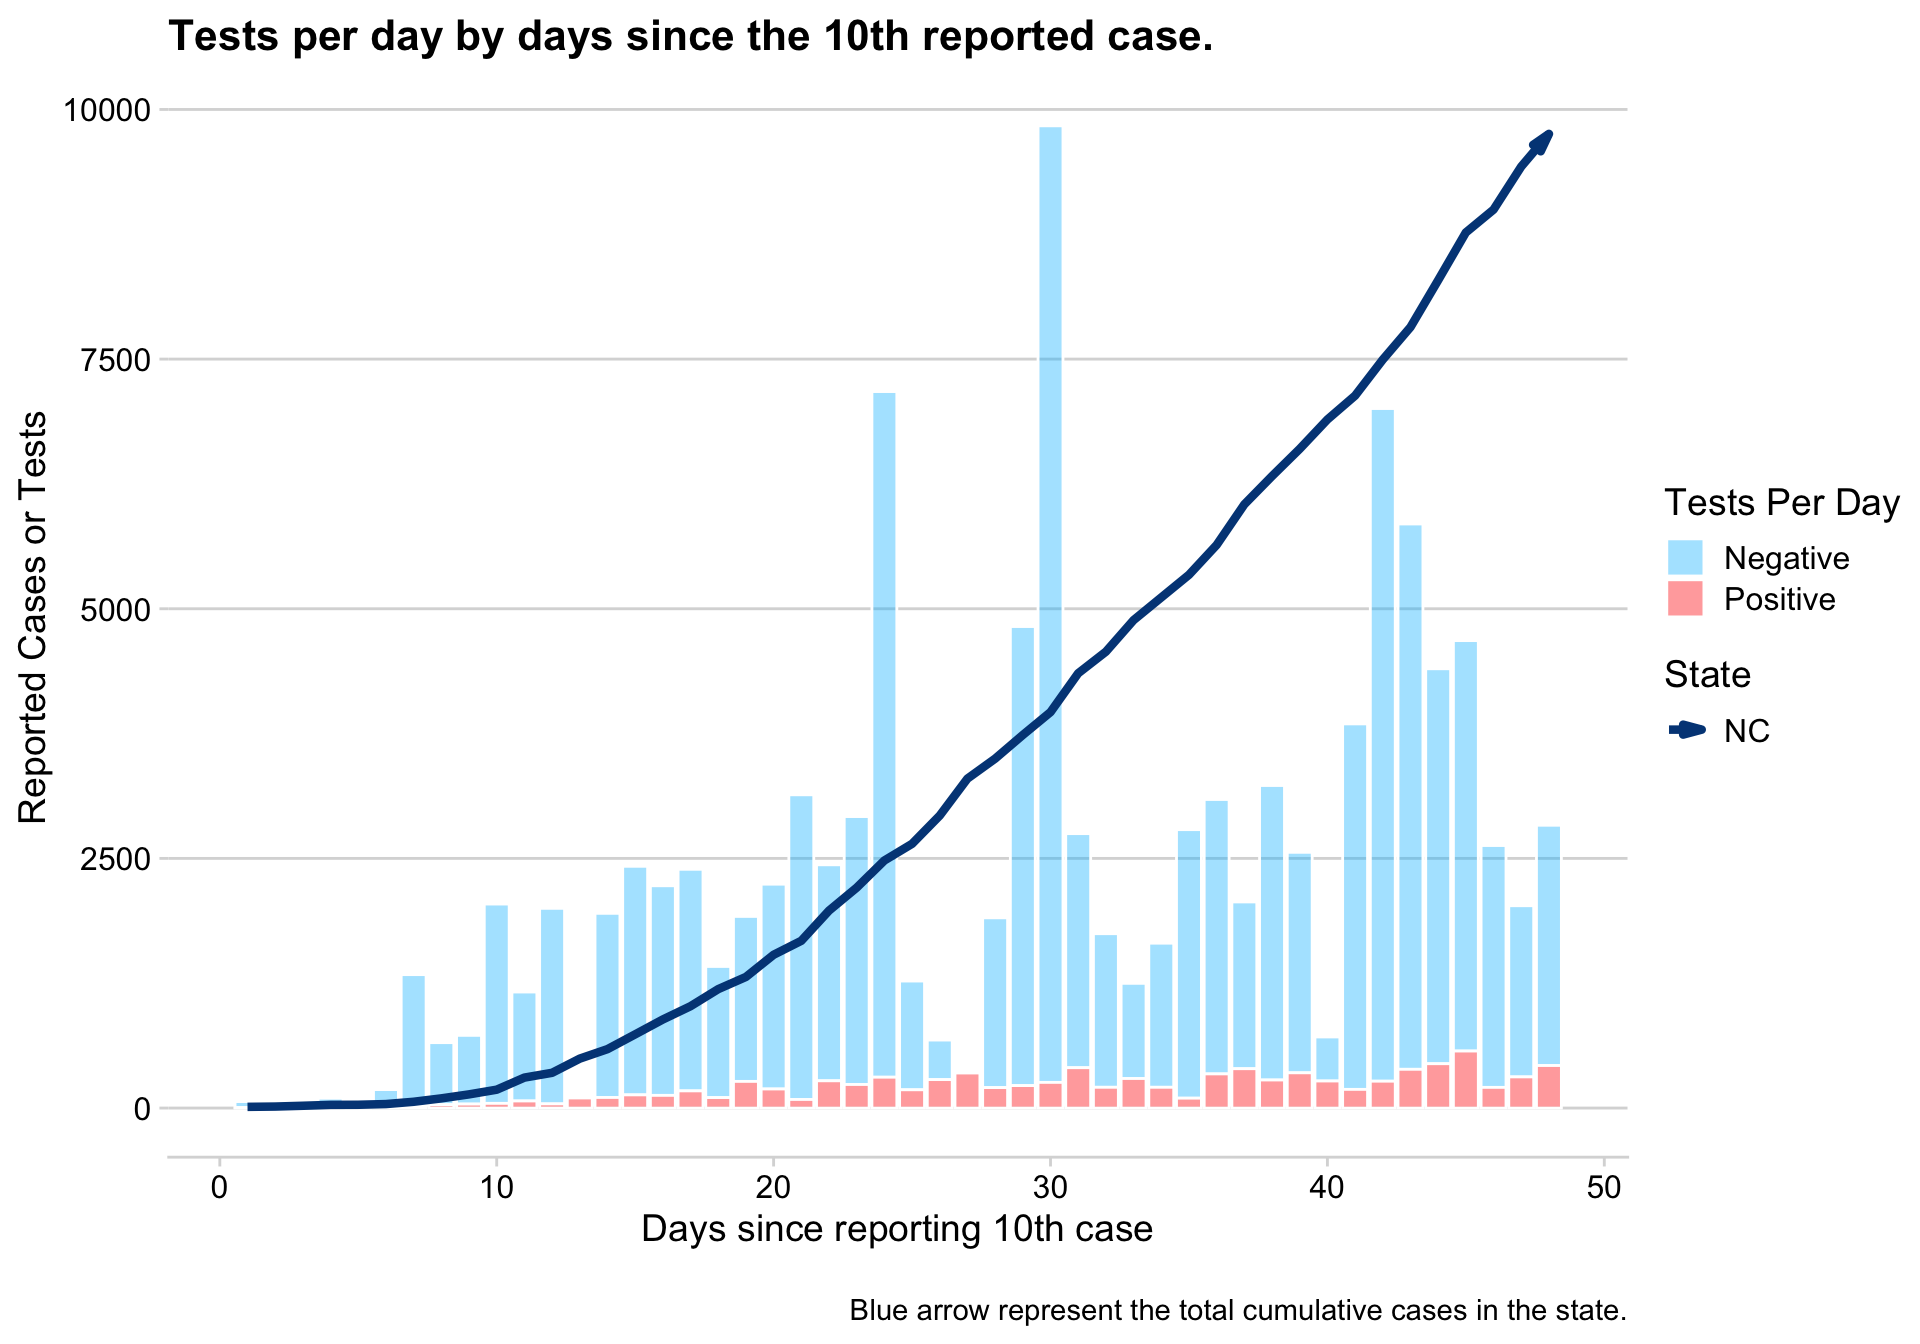 Tests per day by days since the 10th reported case.
10000
7500
5000
2500
0
Reported Cases or Tests
0 10 20 30 40 50
Days since reporting 10th case
Tests Per Day
Negative
Positive
State
NC
Blue arrow represent the total cumulative cases in the state.